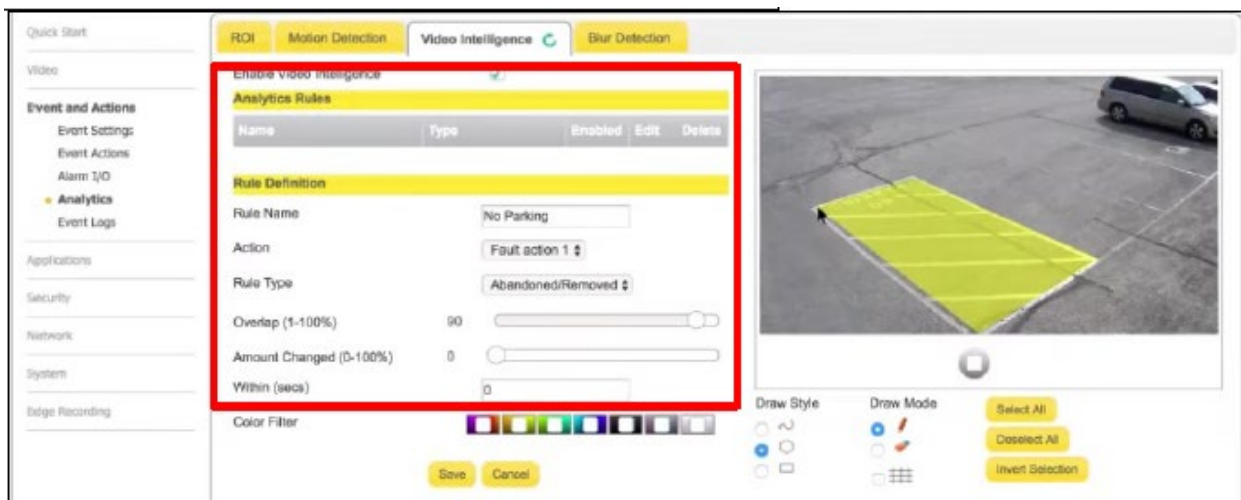 Quick Start
Video
Event and Actions
Event Settings
Event Actions
Alarm I/O
Analytics
Event Logs
Applications
Security
Network
System
Edge Recording
ROI
Motion Detection
Video Intelligence
Blur Detection
Enable Video Intelligence
Analytics Rules
Name Type Enabled Edit Delete
Rule Definition
Rule Name No Parking
Action Fault action 1
Rule Type Abandoned/Removed
Overlap (1-100%) 90
Amount Changed (0-100%) 0
Within (secs) 0
Color Filter
Save Cancel
Draw Style
Draw Mode
Select All
Deselect All
Invert Selection